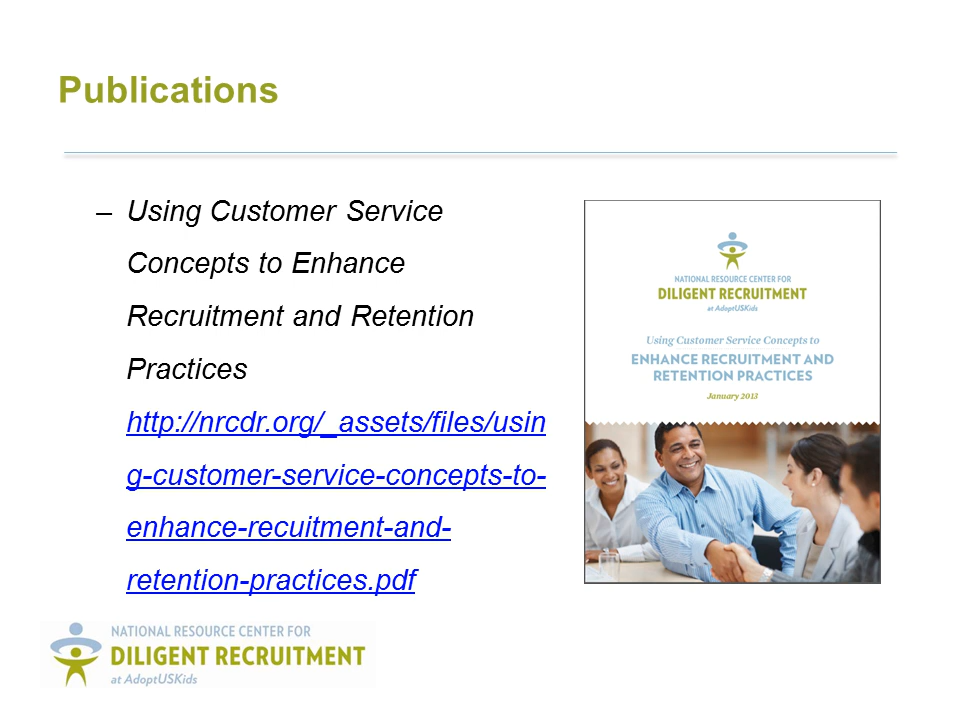 Publications
– Using Customer Service
Concepts to Enhance
Recruitment and Retention
Practices
http://nrcdr.org/_assets/files/usin
g-customer-service-concepts-to-
enhance-recuitment-and-
retention-practices.pdf
NATIONAL RESOURCE CENTER FOR
DILIGENT RECRUITMENT
at AdoptUSKids
Using Customer Service Concepts to
ENHANCE RECRUITMENT AND
RETENTION PRACTICES
January 2013
NATIONAL RESOURCE CENTER FOR
DILIGENT RECRUITMENT
at AdoptUSKids